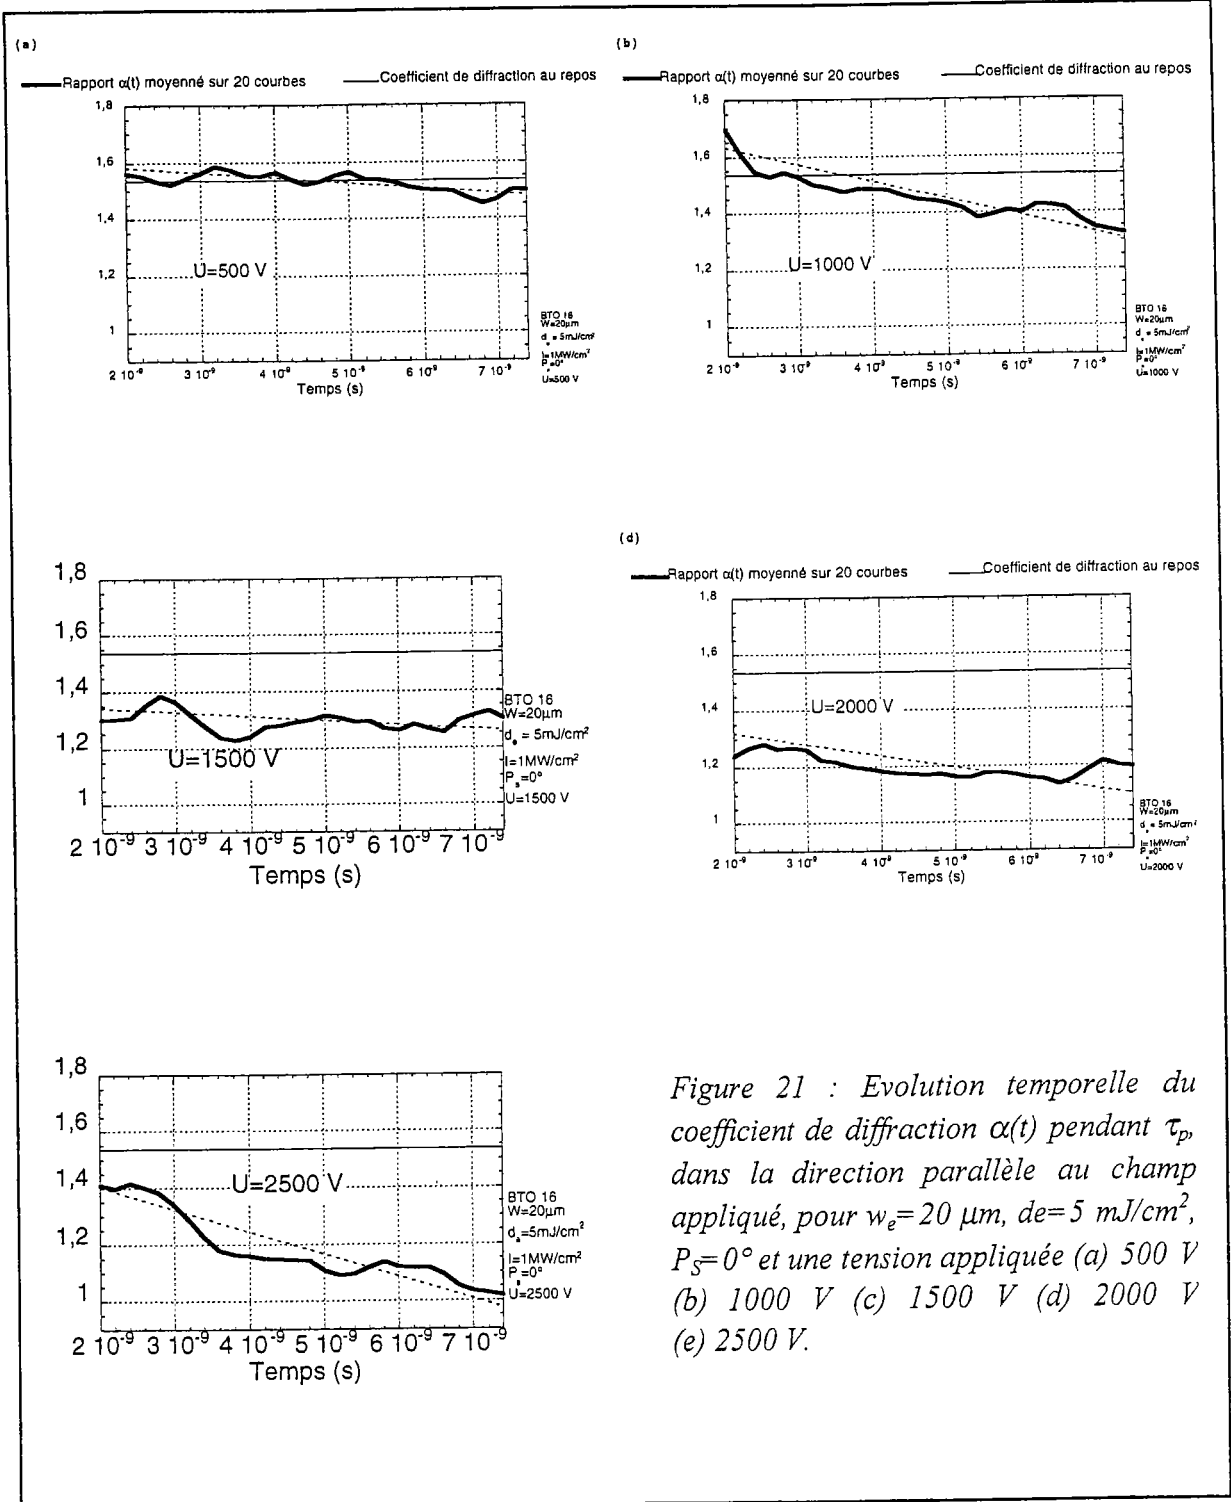 (a)
Rapport α(t) moyenné sur 20 courbes
Coefficient de diffraction au repos
1,8
1,6
1,4
1,2
1
U=500 V
2 10⁻⁹ 3 10⁻⁹ 4 10⁻⁹ 5 10⁻⁹ 6 10⁻⁹ 7 10⁻⁹
Temps (s)
BTO 16
W=20µm
d = 5mJ/cm²
I=1MW/cm²
P =0°
U=500 V
(b)
Rapport α(t) moyenné sur 20 courbes
Coefficient de diffraction au repos
1,8
1,6
1,4
1,2
1
U=1000 V
2 10⁻⁹ 3 10⁻⁹ 4 10⁻⁹ 5 10⁻⁹ 6 10⁻⁹ 7 10⁻⁹
Temps (s)
BTO 16
W=20µm
d = 5mJ/cm²
I=1MW/cm²
P =0°
U=1000 V
1,8
1,6
1,4
1,2
1
U=1500 V
2 10⁻⁹ 3 10⁻⁹ 4 10⁻⁹ 5 10⁻⁹ 6 10⁻⁹ 7 10⁻⁹
Temps (s)
BTO 16
W=20µm
dₑ = 5mJ/cm²
I=1MW/cm²
Pₛ=0°
U=1500 V
(d)
Rapport α(t) moyenné sur 20 courbes
Coefficient de diffraction au repos
1,8
1,6
1,4
1,2
1
U=2000 V
2 10⁻⁹ 3 10⁻⁹ 4 10⁻⁹ 5 10⁻⁹ 6 10⁻⁹ 7 10⁻⁹
Temps (s)
BTO 16
W=20µm
d = 5mJ/cm²
I=1MW/cm²
P =0°
U=2000 V
1,8
1,6
1,4
1,2
1
U=2500 V
2 10⁻⁹ 3 10⁻⁹ 4 10⁻⁹ 5 10⁻⁹ 6 10⁻⁹ 7 10⁻⁹
Temps (s)
BTO 16
W=20µm
dₑ=5mJ/cm²
I=1MW/cm²
Pₛ=0°
U=2500 V
Figure 21 : Evolution temporelle du
coefficient de diffraction α(t) pendant τₚ,
dans la direction parallèle au champ
appliqué, pour wₑ=20 µm, de=5 mJ/cm²,
P_S=0° et une tension appliquée (a) 500 V
(b) 1000 V (c) 1500 V (d) 2000 V
(e) 2500 V.